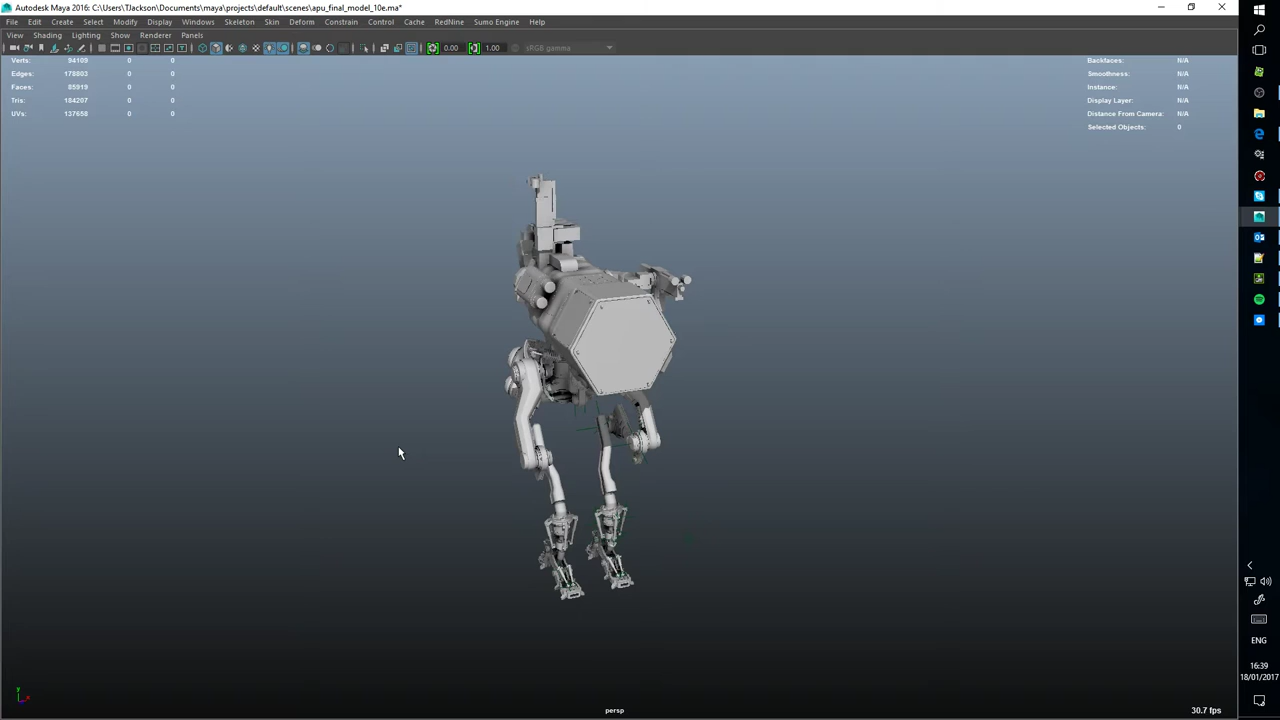 Autodesk Maya 2016: C:\Users\TJackson\Documents\maya\projects\default\scenes\apu_final_model_10e.ma*
File Edit Create Select Modify Display Windows Skeleton Skin Deform Constrain Control Cache RedNine Sumo Engine Help
View Shading Lighting Show Renderer Panels
0.00 1.00 sRGB gamma
Verts: 94109 0 0
Edges: 178803 0 0
Faces: 85919 0 0
Tris: 184207 0 0
UVs: 137658 0 0
Backfaces: N/A
Smoothness: N/A
Instance: N/A
Display Layer: N/A
Distance From Camera: N/A
Selected Objects: 0
y
x
persp
30.7 fps
ENG
16:39
18/01/2017